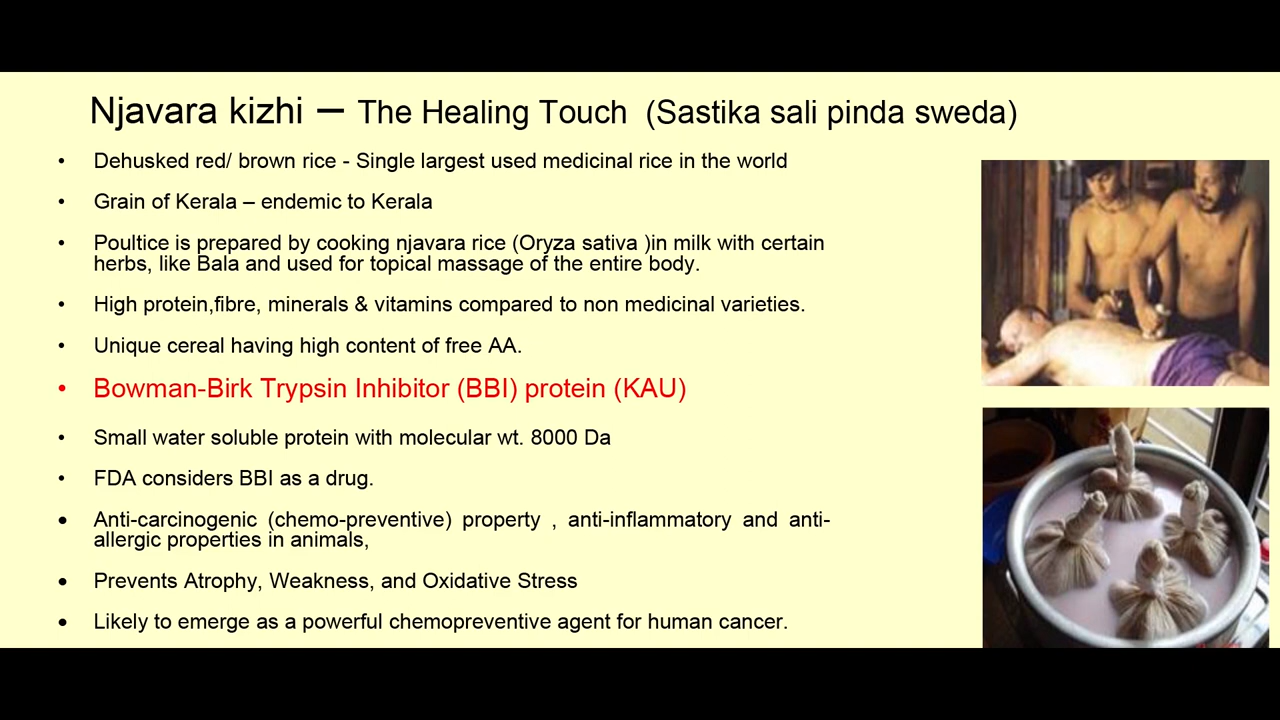 Njavara kizhi – The Healing Touch (Sastika sali pinda sweda)
• Dehusked red/ brown rice - Single largest used medicinal rice in the world
• Grain of Kerala – endemic to Kerala
• Poultice is prepared by cooking njavara rice (Oryza sativa )in milk with certain
herbs, like Bala and used for topical massage of the entire body.
• High protein,fibre, minerals & vitamins compared to non medicinal varieties.
• Unique cereal having high content of free AA.
• Bowman-Birk Trypsin Inhibitor (BBI) protein (KAU)
• Small water soluble protein with molecular wt. 8000 Da
• FDA considers BBI as a drug.
• Anti-carcinogenic (chemo-preventive) property , anti-inflammatory and anti-
allergic properties in animals,
• Prevents Atrophy, Weakness, and Oxidative Stress
• Likely to emerge as a powerful chemopreventive agent for human cancer.